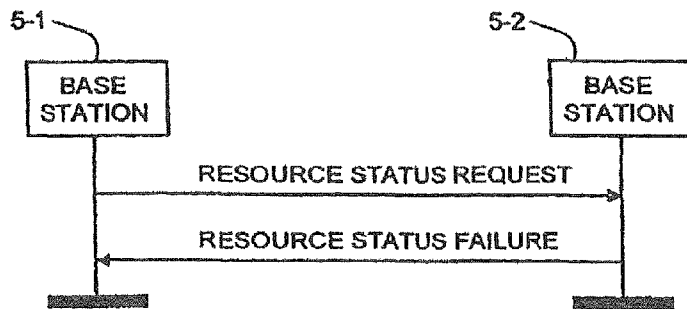 5-1
5-2
BASE
STATION
BASE
STATION
RESOURCE STATUS REQUEST
RESOURCE STATUS FAILURE